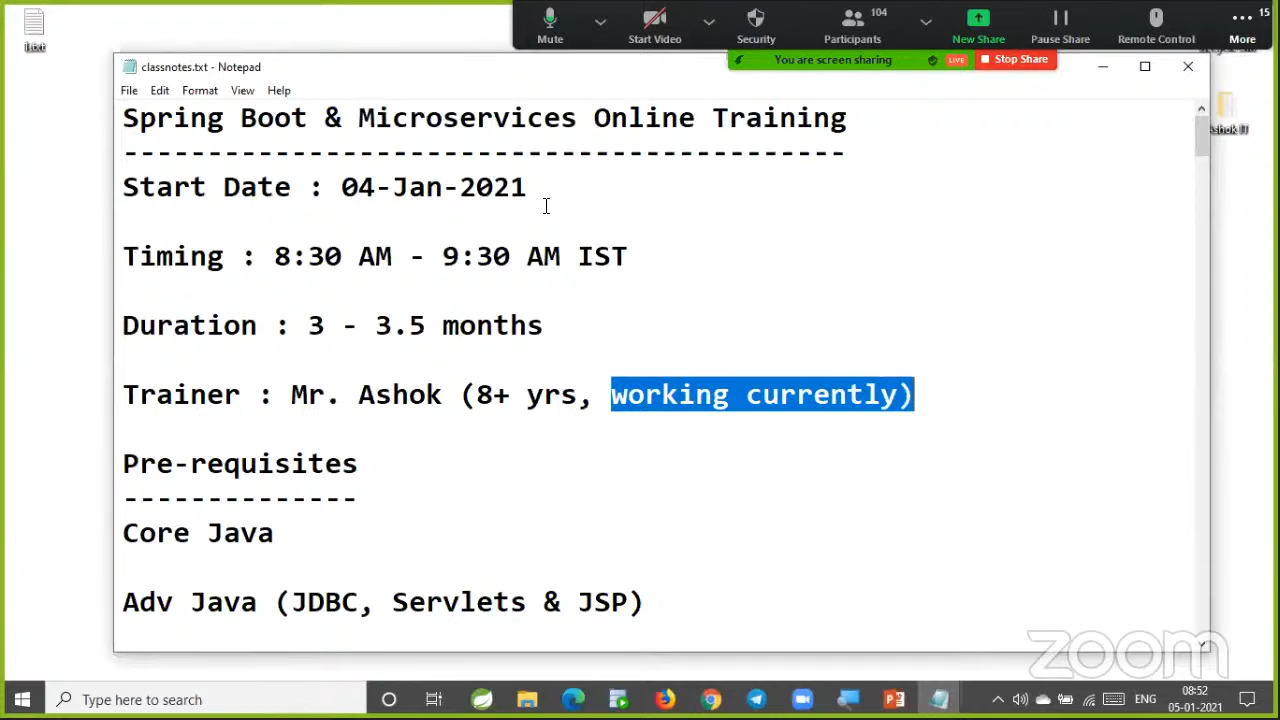 1.txt
Mute
Start Video
Security
104
Participants
New Share
Pause Share
Remote Control
15
More
You are screen sharing
LIVE
Stop Share
classnotes.txt - Notepad
File Edit Format View Help
Spring Boot & Microservices Online Training
-------------------------------------------
Start Date : 04-Jan-2021
Timing : 8:30 AM - 9:30 AM IST
Duration : 3 - 3.5 months
Trainer : Mr. Ashok (8+ yrs, working currently)
Pre-requisites
--------------
Core Java
Adv Java (JDBC, Servlets & JSP)
Ashok IT
zoom
Type here to search
ENG
08:52
05-01-2021